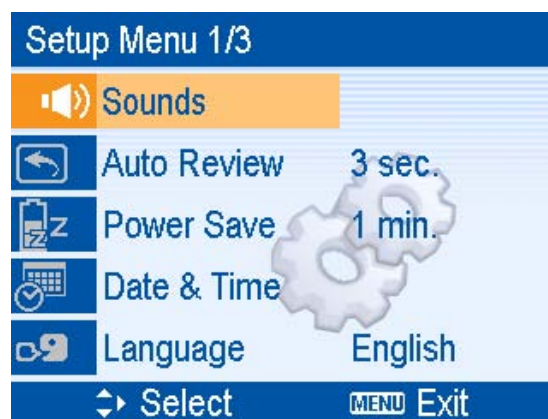 Setup Menu 1/3
Sounds
Auto Review 3 sec.
Power Save 1 min.
Date & Time
Language English
Select MENU Exit